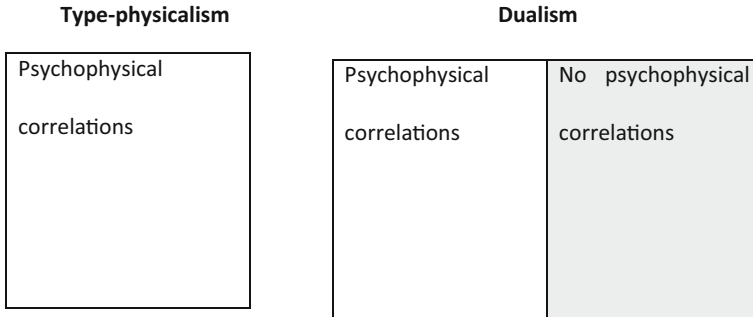 Type-physicalism
Dualism
Psychophysical
correlations
Psychophysical
correlations
No psychophysical
correlations